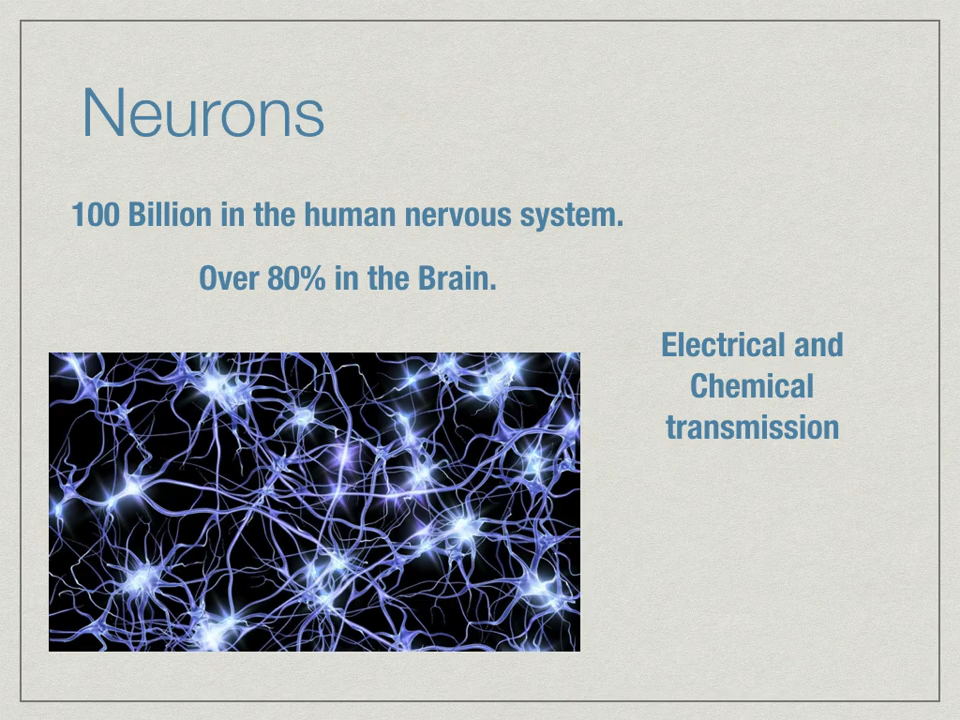 Neurons
100 Billion in the human nervous system.
Over 80% in the Brain.
Electrical and
Chemical
transmission